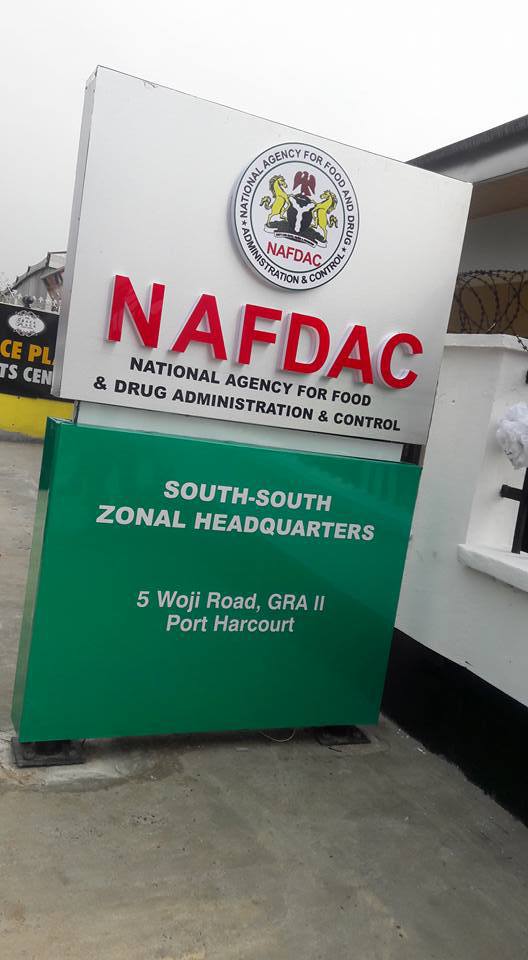 NATIONAL AGENCY FOR FOOD AND DRUG
ADMINISTRATION & CONTROL
NAFDAC
NAFDAC
NATIONAL AGENCY FOR FOOD
& DRUG ADMINISTRATION & CONTROL
SOUTH-SOUTH
ZONAL HEADQUARTERS
5 Woji Road, GRA II
Port Harcourt